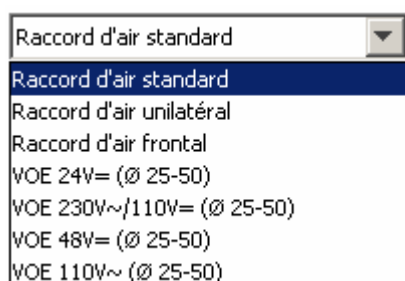 Raccord d'air standard
Raccord d'air standard
Raccord d'air unilatéral
Raccord d'air frontal
VOE 24V= (Ø 25-50)
VOE 230V~/110V= (Ø 25-50)
VOE 48V= (Ø 25-50)
VOE 110V~ (Ø 25-50)